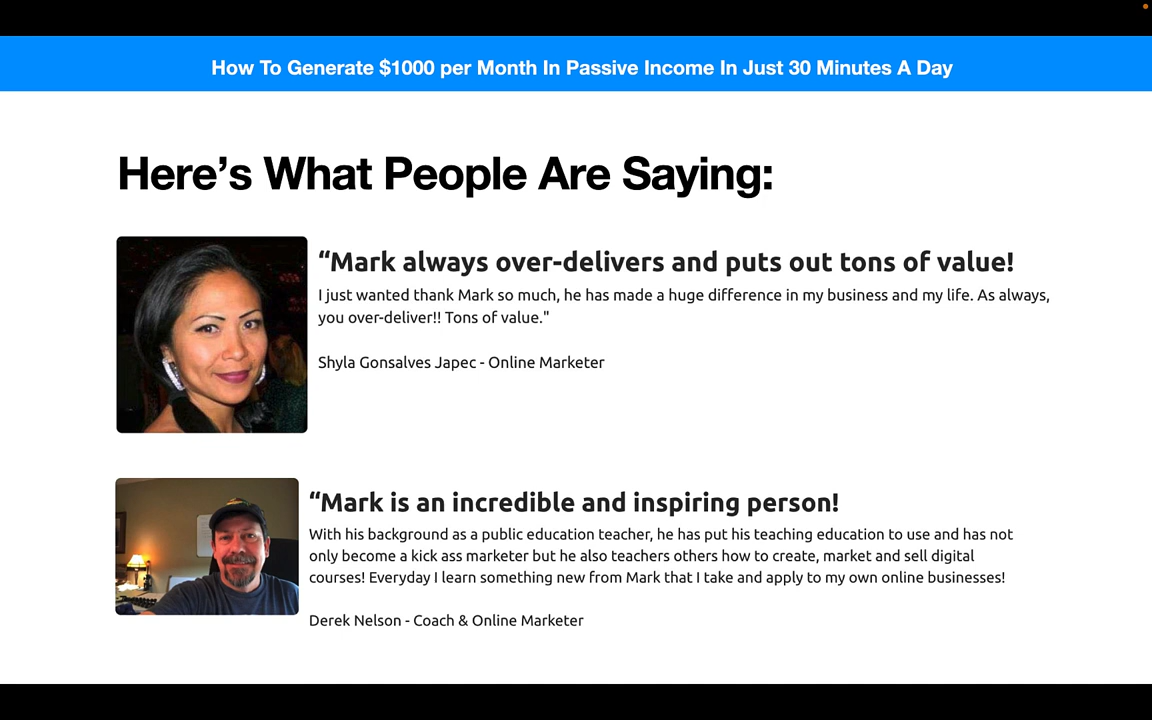 How To Generate $1000 per Month In Passive Income In Just 30 Minutes A Day
Here’s What People Are Saying:
“Mark always over-delivers and puts out tons of value!
I just wanted thank Mark so much, he has made a huge difference in my business and my life. As always,
you over-deliver!! Tons of value."
Shyla Gonsalves Japec - Online Marketer
“Mark is an incredible and inspiring person!
With his background as a public education teacher, he has put his teaching education to use and has not
only become a kick ass marketer but he also teachers others how to create, market and sell digital
courses! Everyday I learn something new from Mark that I take and apply to my own online businesses!
Derek Nelson - Coach & Online Marketer